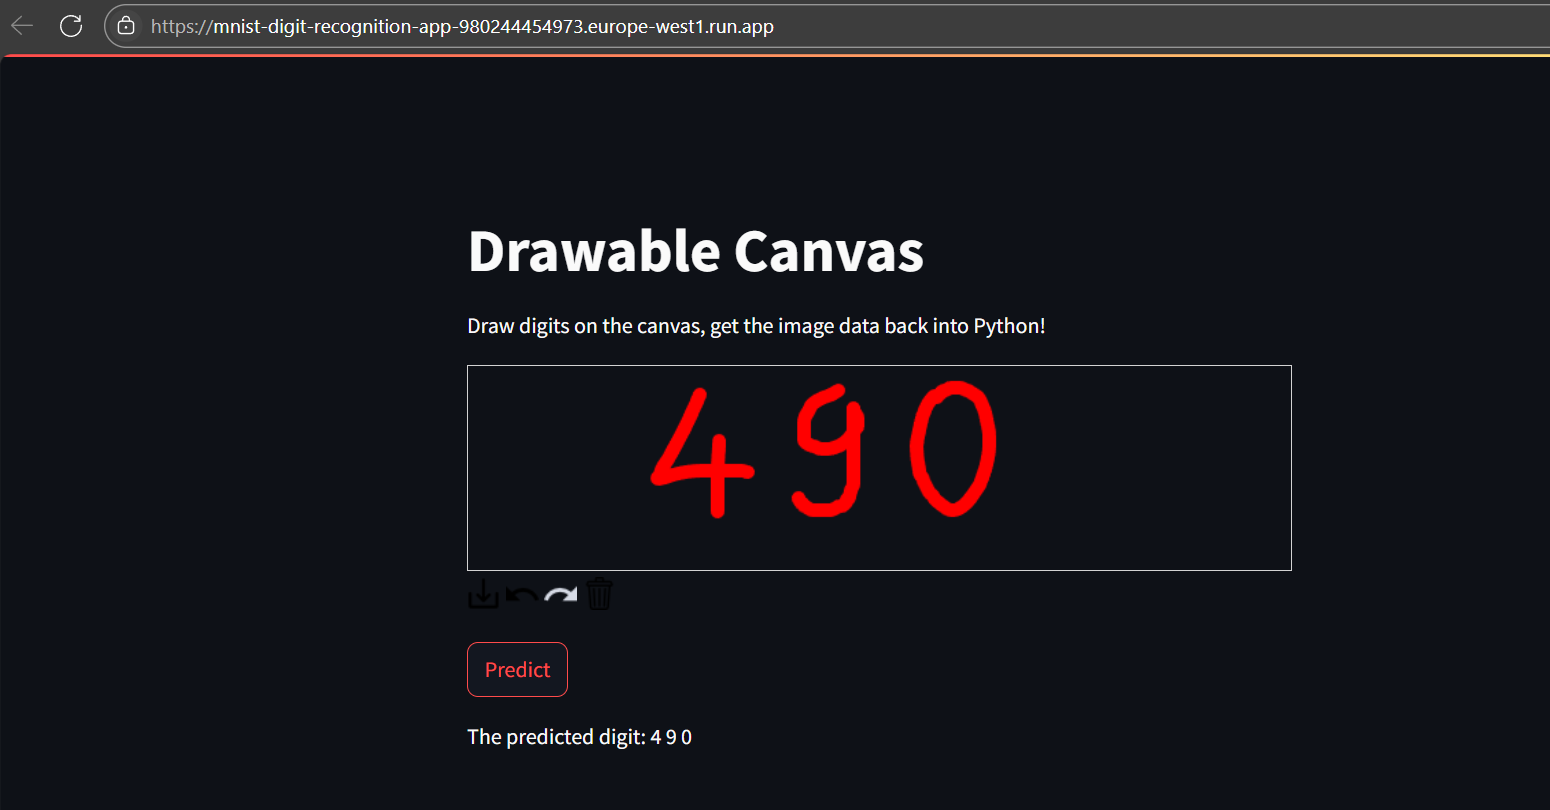 https://mnist-digit-recognition-app-980244454973.europe-west1.run.app
Drawable Canvas
Draw digits on the canvas, get the image data back into Python!
4 9 0
Predict
The predicted digit: 4 9 0